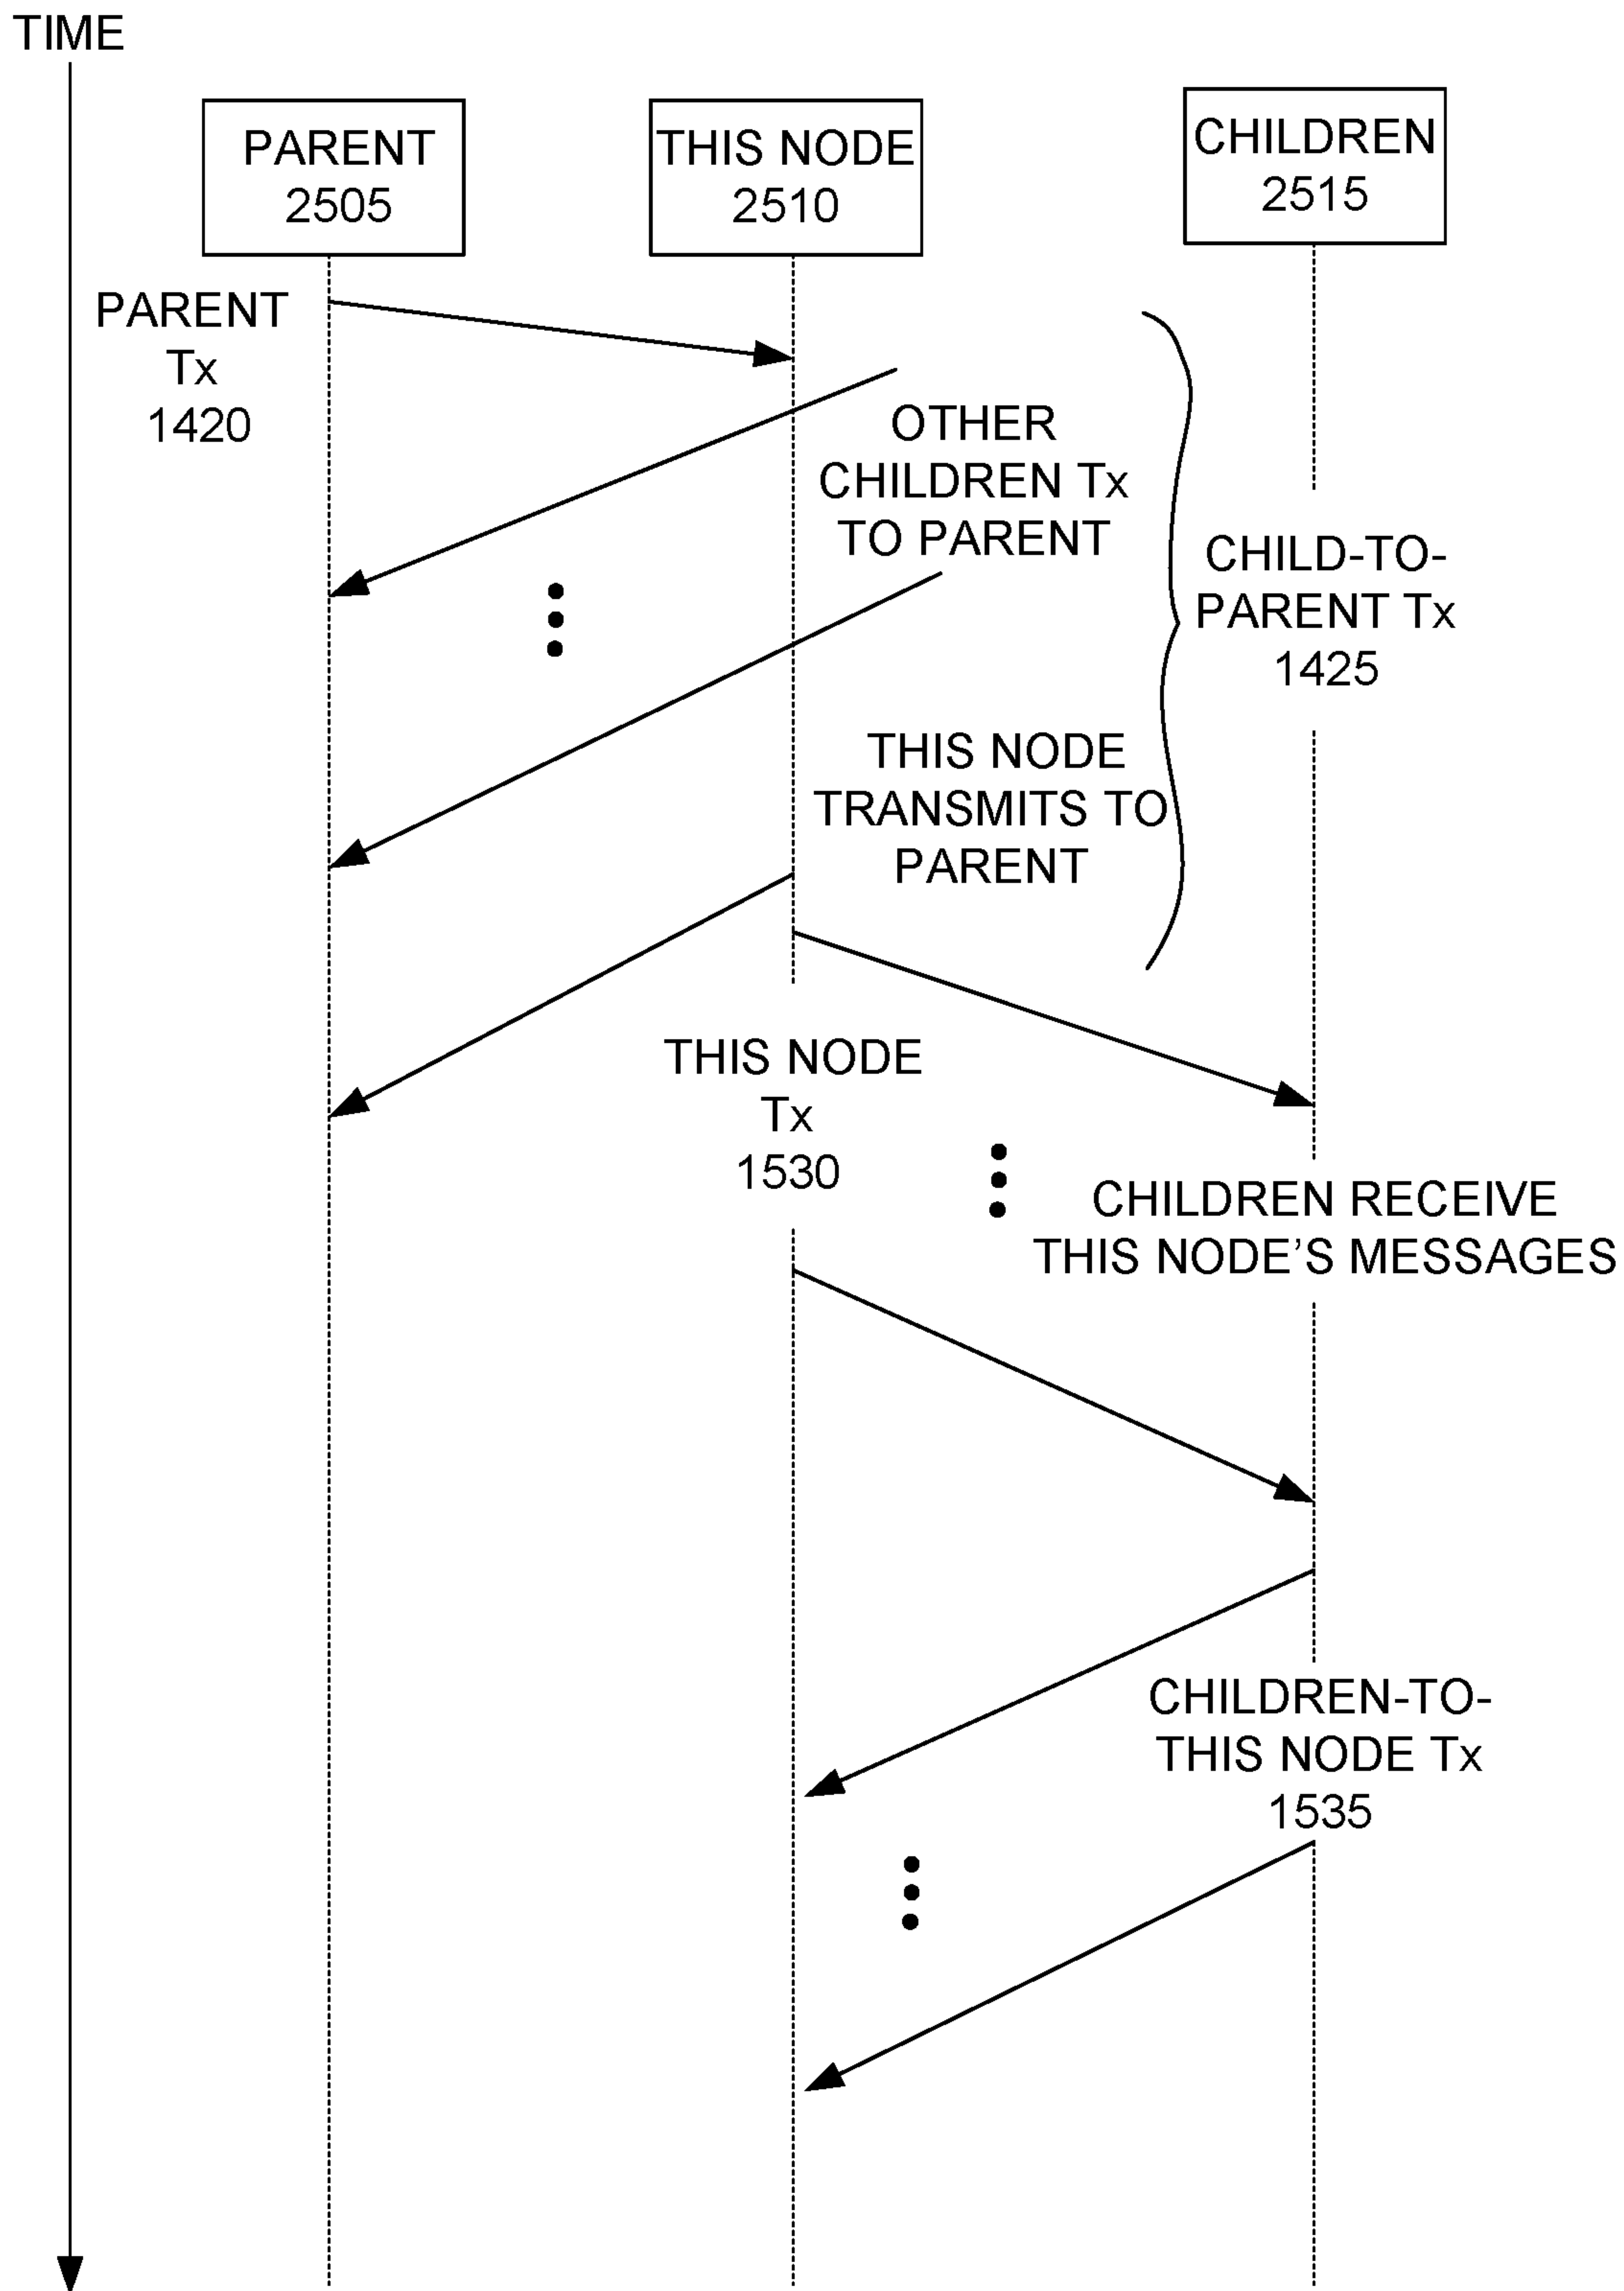 TIME
PARENT
2505
THIS NODE
2510
CHILDREN
2515
PARENT
Tx
1420
OTHER
CHILDREN Tx
TO PARENT
CHILD-TO-
PARENT Tx
1425
THIS NODE
TRANSMITS TO
PARENT
THIS NODE
Tx
1530
CHILDREN RECEIVE
THIS NODE'S MESSAGES
CHILDREN-TO-
THIS NODE Tx
1535